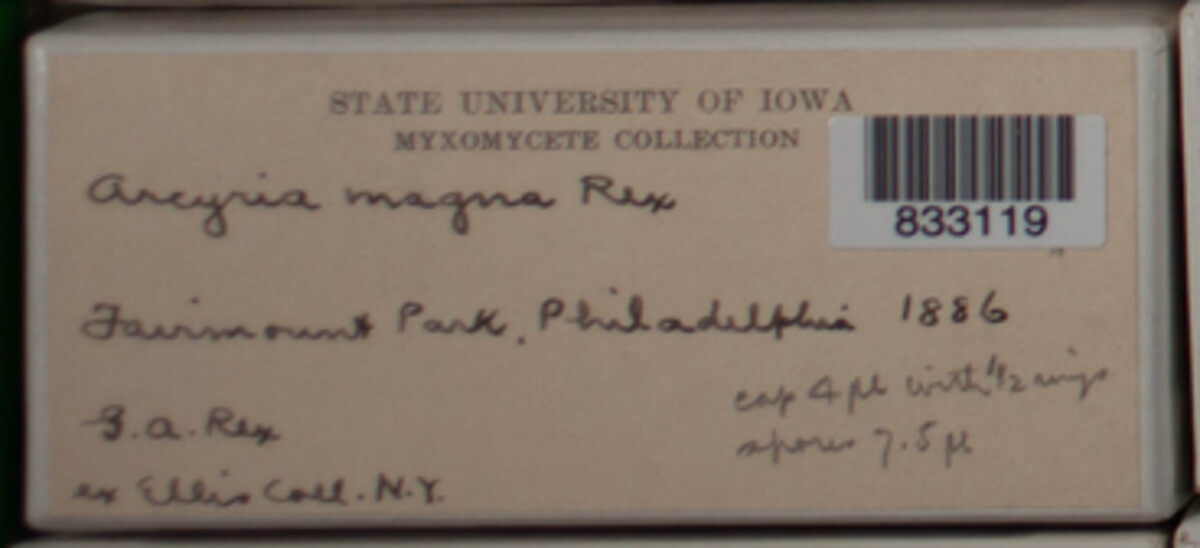 STATE UNIVERSITY OF IOWA
MYXOMYCETE COLLECTION
Arcyria magna Rex
833119
Fairmount Park, Philadelphia 1886
cap 4 µ with 1/2 rings
spores 7.5 µ
G.A. Rex
ex Ellis Coll. N.Y.